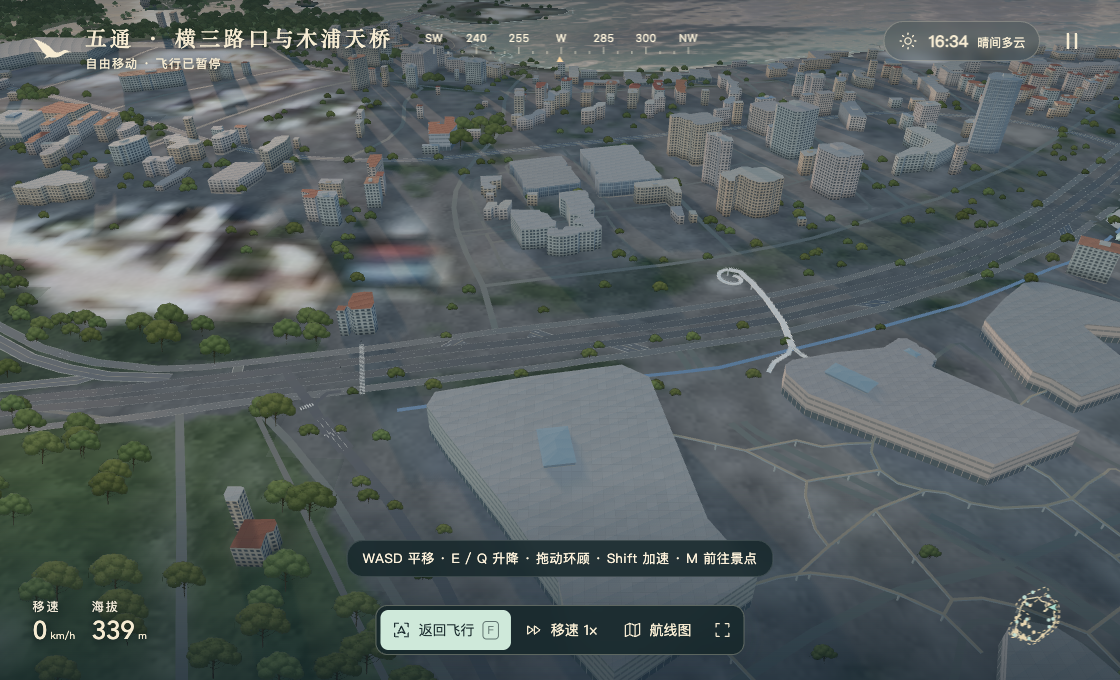 五通 · 横三路口与木浦天桥
自由移动 · 飞行已暂停
SW 240 255 W 285 300 NW
16:34 晴间多云
WASD 平移 · E / Q 升降 · 拖动环顾 · Shift 加速 · M 前往景点
移速 海拔
0 km/h 339 m
返回飞行 F 移速 1x 航线图